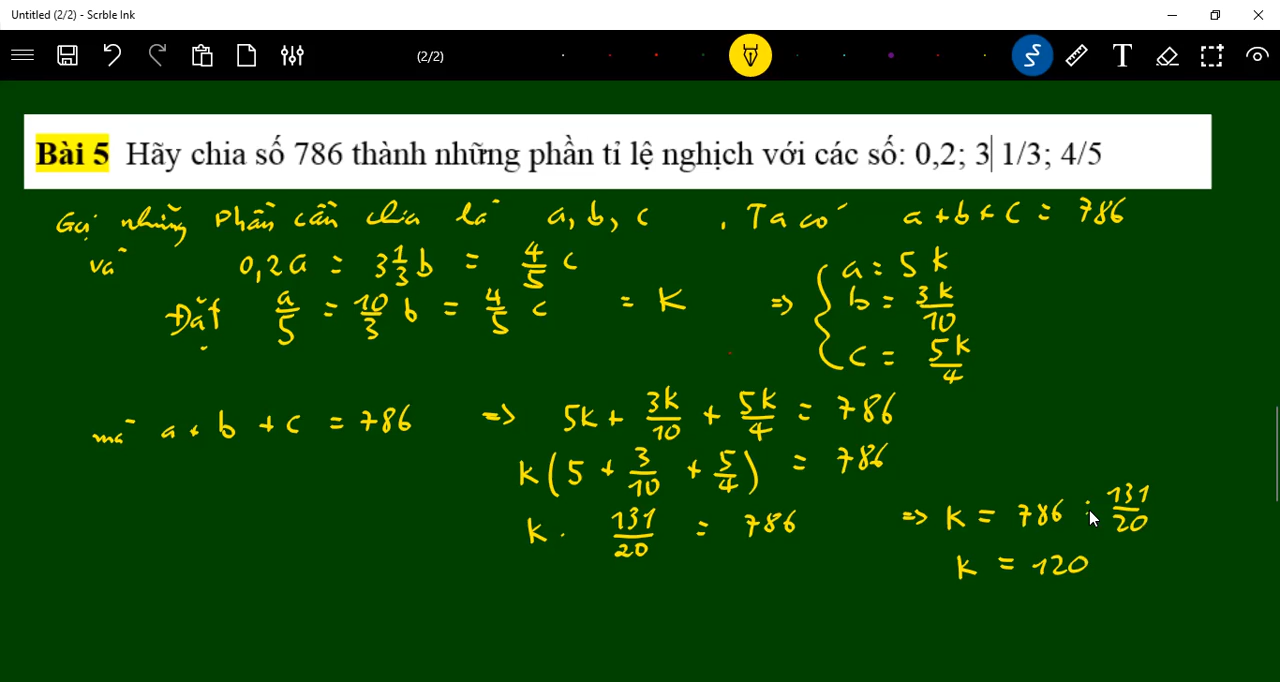 Untitled (2/2) - Scrble Ink
(2/2)
T
Bài 5 Hãy chia số 786 thành những phần tỉ lệ nghịch với các số: 0,2; 3 1/3; 4/5
Gọi những phần cần chia là a, b, c . Ta có a + b + c = 786
và 0,2a = 3 1/3 b = 4/5 c
Đặt a/5 = 10/3 b = 4/5 c = K => { a = 5K
b = 3k/10
c = 5k/4
mà a + b + c = 786 => 5k + 3k/10 + 5k/4 = 786
K(5 + 3/10 + 5/4) = 786
k . 131/20 = 786 => K = 786 : 131/20
K = 120